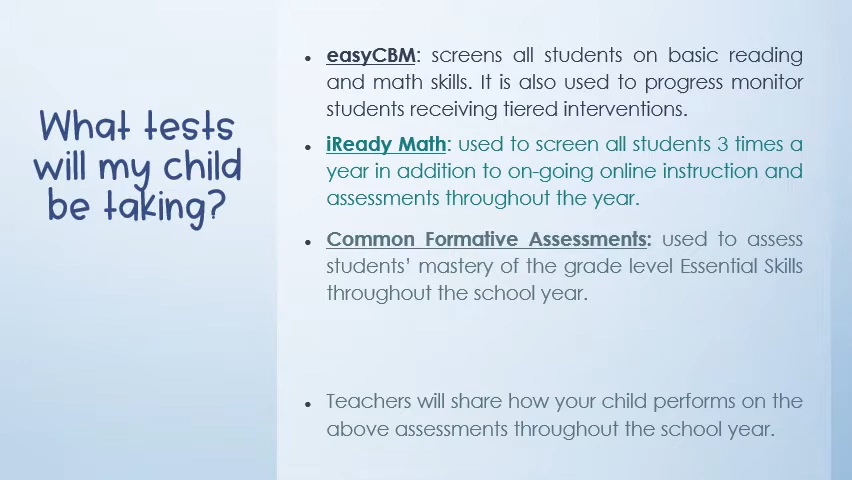 What tests
will my child
be taking?
• easyCBM: screens all students on basic reading
and math skills. It is also used to progress monitor
students receiving tiered interventions.
• iReady Math: used to screen all students 3 times a
year in addition to on-going online instruction and
assessments throughout the year.
• Common Formative Assessments: used to assess
students’ mastery of the grade level Essential Skills
throughout the school year.
• Teachers will share how your child performs on the
above assessments throughout the school year.